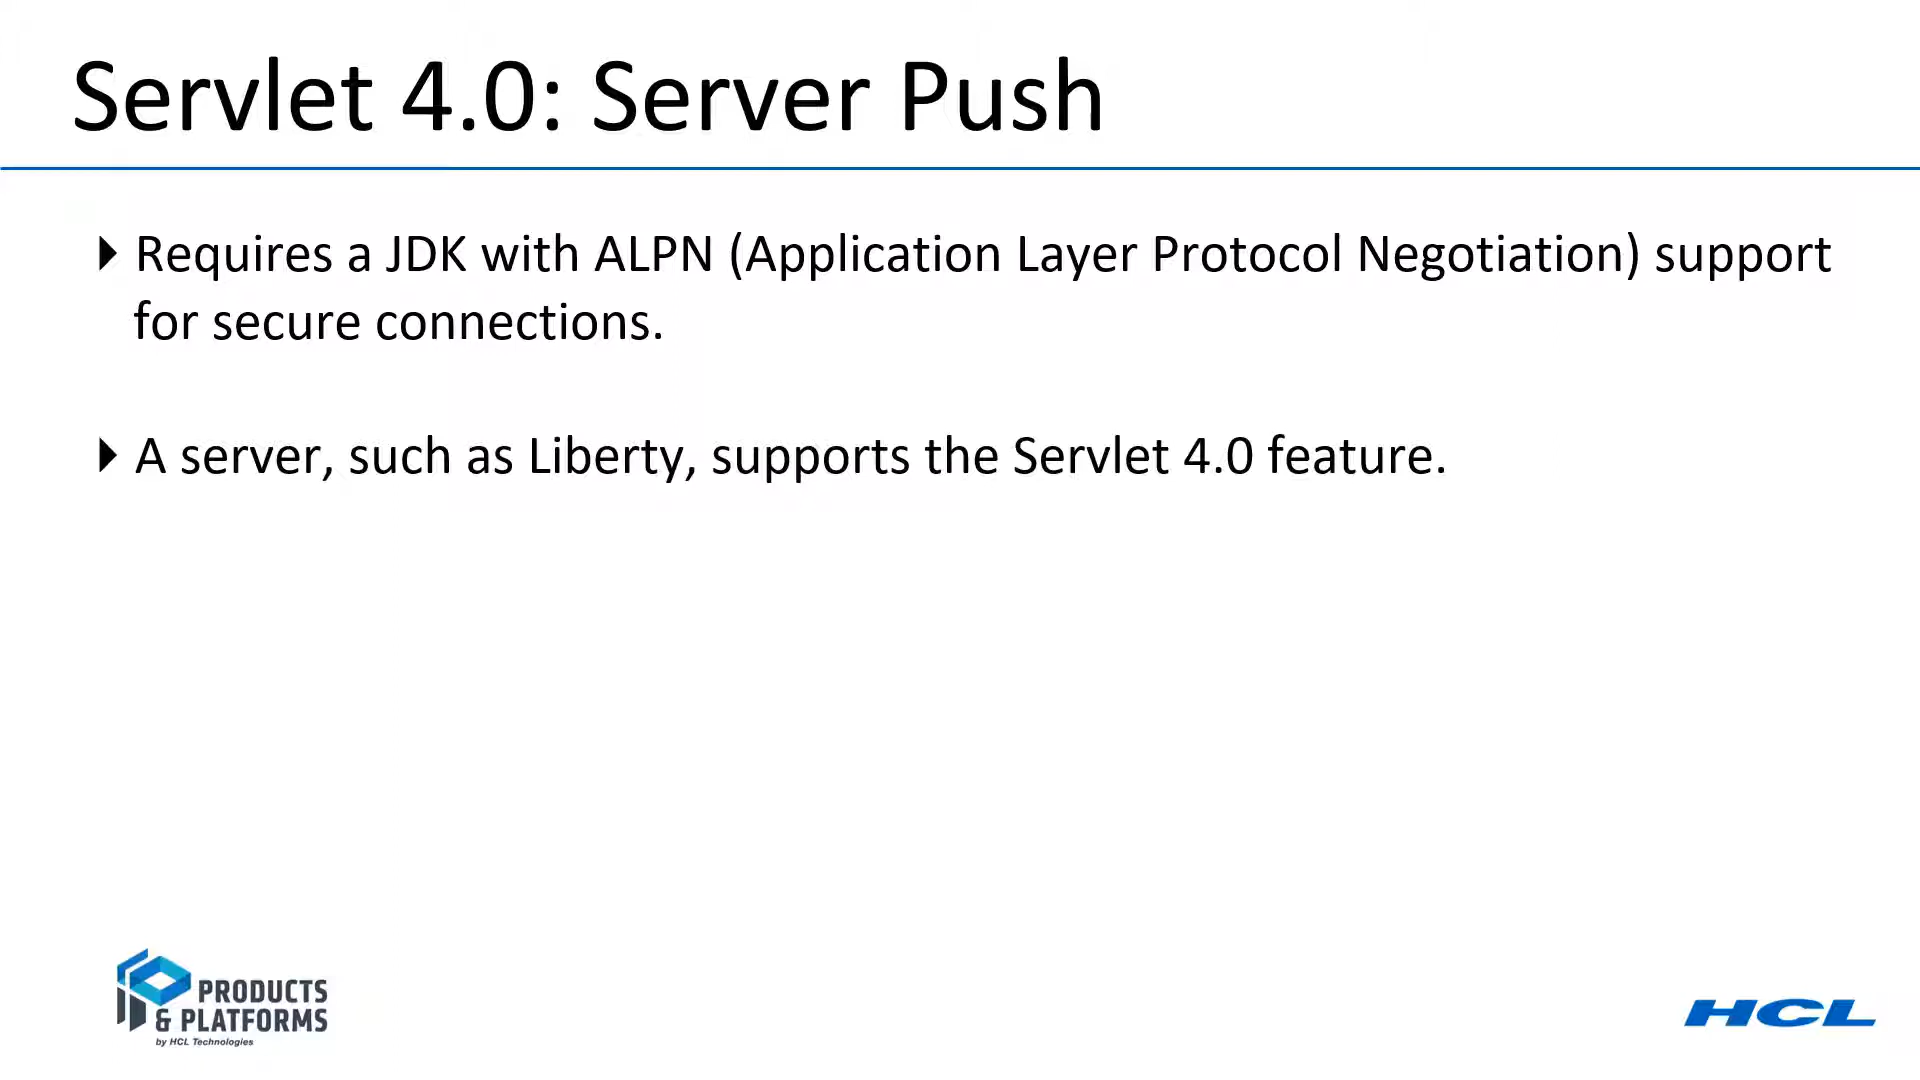 Servlet 4.0: Server Push
Requires a JDK with ALPN (Application Layer Protocol Negotiation) support
for secure connections.
A server, such as Liberty, supports the Servlet 4.0 feature.
PRODUCTS
& PLATFORMS
by HCL Technologies
HCL